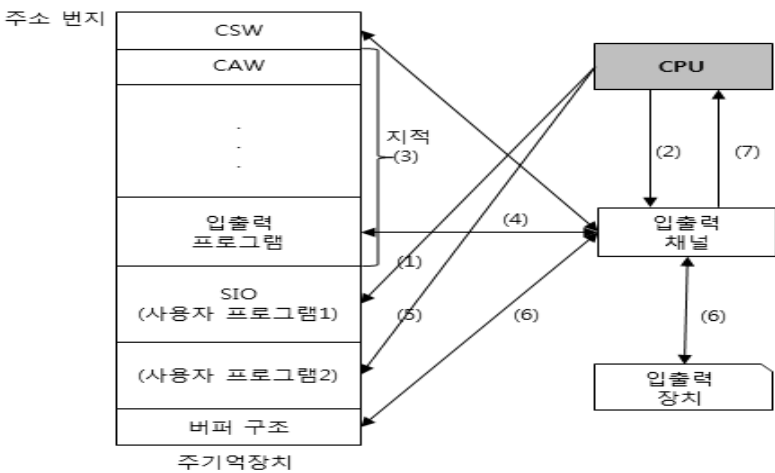 주소 번지
CSW
CAW
.
.
.
입출력
프로그램
SIO
(사용자 프로그램1)
(사용자 프로그램2)
버퍼 구조
주기억장치
지적
(3)
(4)
(1)
(5)
(6)
CPU
(2)
(7)
입출력
채널
(6)
입출력
장치